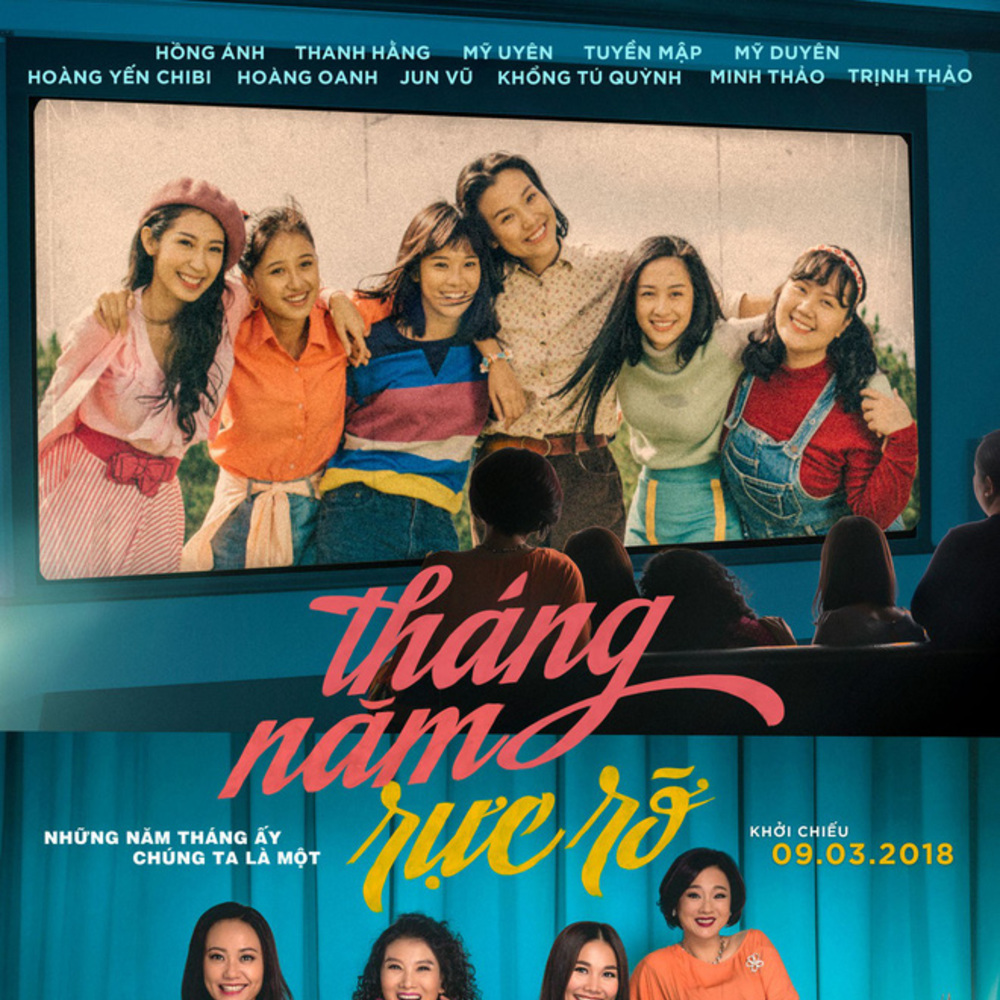 HỒNG ÁNH THANH HẰNG MỸ UYÊN TUYỀN MẬP MỸ DUYÊN
HOÀNG YẾN CHIBI HOÀNG OANH JUN VŨ KHỔNG TÚ QUỲNH MINH THẢO TRỊNH THẢO
tháng
năm
rực rỡ
NHỮNG NĂM THÁNG ẤY
CHÚNG TA LÀ MỘT
KHỞI CHIẾU
09.03.2018